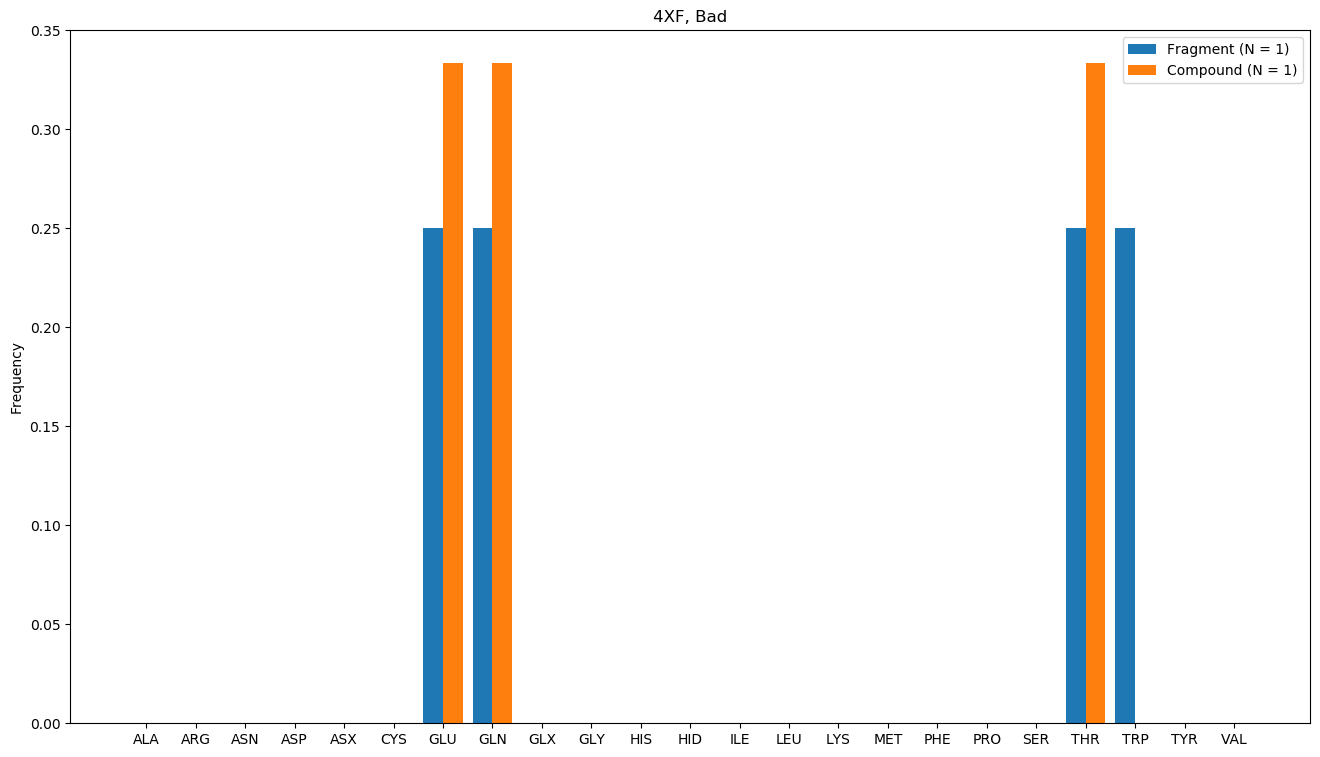 4XF, Bad
Fragment (N = 1)
Compound (N = 1)
Frequency
0.35
0.30
0.25
0.20
0.15
0.10
0.05
0.00
ALA ARG ASN ASP ASX CYS GLU GLN GLX GLY HIS HID ILE LEU LYS MET PHE PRO SER THR TRP TYR VAL